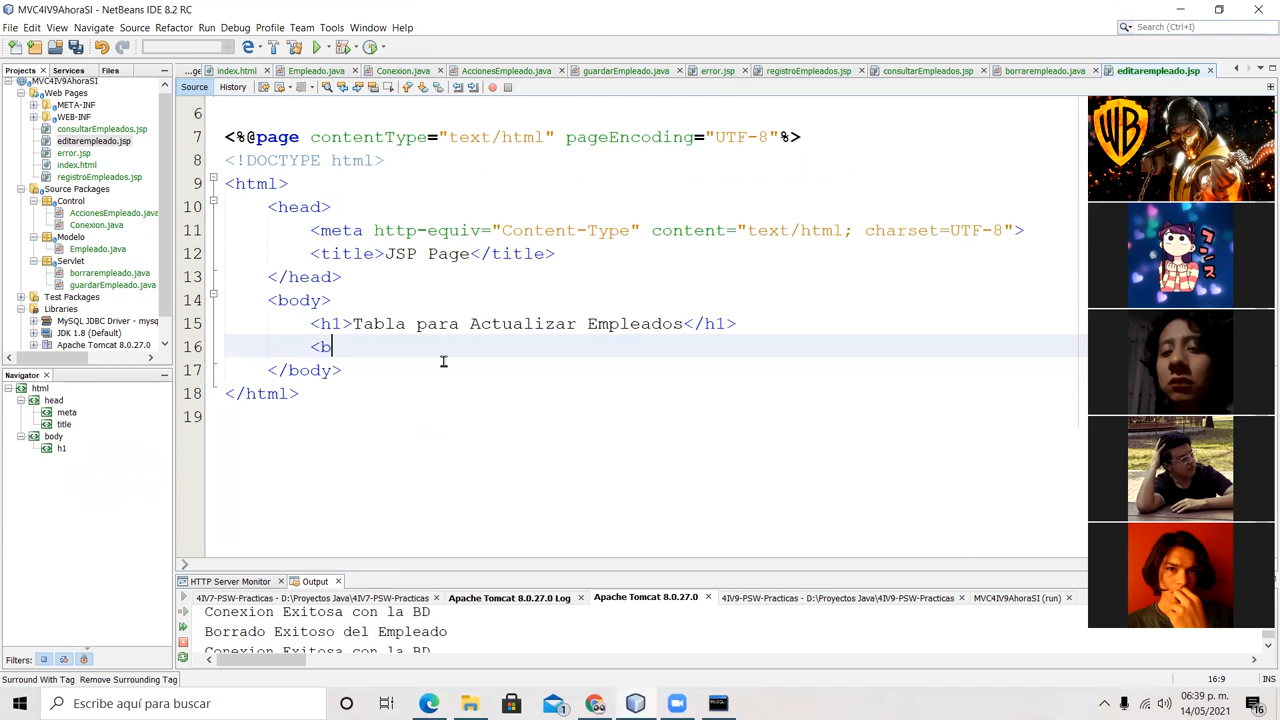 MVC4IV9AhoraSI - NetBeans IDE 8.2 RC
File Edit View Navigate Source Refactor Run Debug Profile Team Tools Window Help
Search (Ctrl+I)
Projects Services Files
...ge index.html Empleado.java Conexion.java AccionesEmpleado.java guardarEmpleado.java error.jsp registroEmpleados.jsp consultarEmpleados.jsp borrarempleado.java editarempleado.jsp
Source History
MVC4IV9AhoraSI
Web Pages
META-INF
WEB-INF
consultarEmpleados.jsp
editarempleado.jsp
error.jsp
index.html
registroEmpleados.jsp
Source Packages
Control
AccionesEmpleado.java
Conexion.java
Modelo
Empleado.java
Servlet
borrarempleado.java
guardarEmpleado.java
Test Packages
Libraries
MySQL JDBC Driver - mysq
JDK 1.8 (Default)
Apache Tomcat 8.0.27.0
6
7 <%@page contentType="text/html" pageEncoding="UTF-8"%>
8 <!DOCTYPE html>
9 <html>
10 <head>
11 <meta http-equiv="Content-Type" content="text/html; charset=UTF-8">
12 <title>JSP Page</title>
13 </head>
14 <body>
15 <h1>Tabla para Actualizar Empleados</h1>
16 <b
17 </body>
18 </html>
19
WB
Navigator
html
head
meta
title
body
h1
Filters:
HTTP Server Monitor Output
4IV7-PSW-Practicas - D:\Proyectos Java\4IV7-PSW-Practicas Apache Tomcat 8.0.27.0 Log Apache Tomcat 8.0.27.0 4IV9-PSW-Practicas - D:\Proyectos Java\4IV9-PSW-Practicas MVC4IV9AhoraSI (run)
Conexion Exitosa con la BD
Borrado Exitoso del Empleado
Conexion Exitosa con la BD
Surround With Tag Escribe Remove Surrounding Tag
16:9 INS
Escribe aquí para buscar
06:39 p. m.
14/05/2021
16